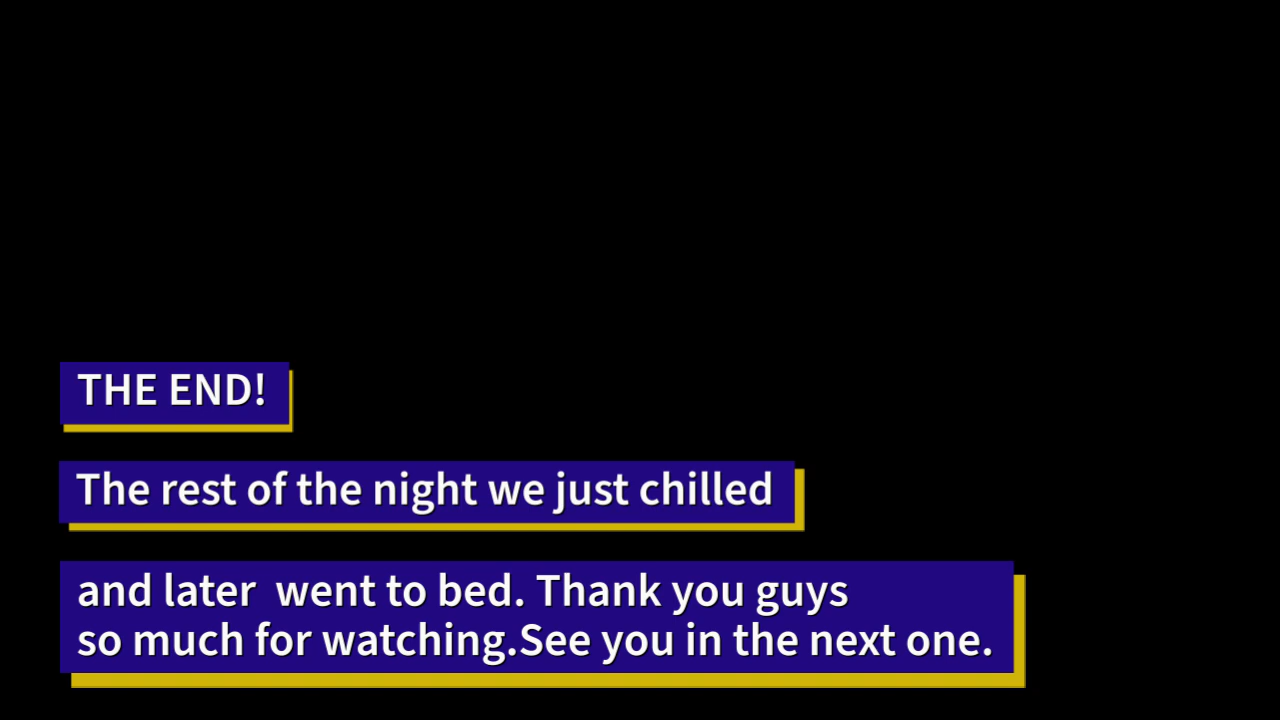 THE END!
The rest of the night we just chilled
and later  went to bed. Thank you guys
so much for watching.See you in the next one.